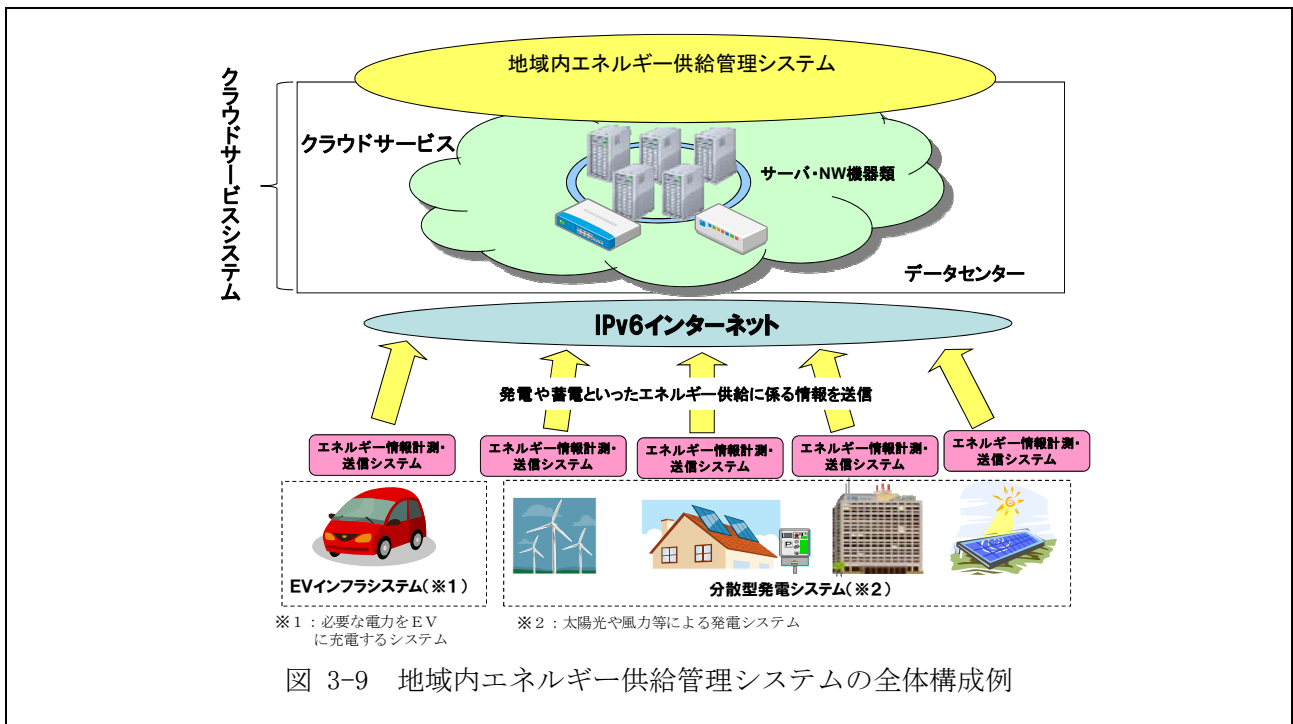 地域内エネルギー供給管理システム
クラウドサービスシステム
クラウドサービス
サーバ・NW機器類
データセンター
IPv6インターネット
発電や蓄電といったエネルギー供給に係る情報を送信
エネルギー情報計測・
送信システム
エネルギー情報計測・
送信システム
エネルギー情報計測・
送信システム
エネルギー情報計測・
送信システム
エネルギー情報計測・
送信システム
EVインフラシステム(※1)
分散型発電システム(※2)
※1:必要な電力をEV
に充電するシステム
※2:太陽光や風力等による発電システム
図 3-9 地域内エネルギー供給管理システムの全体構成例